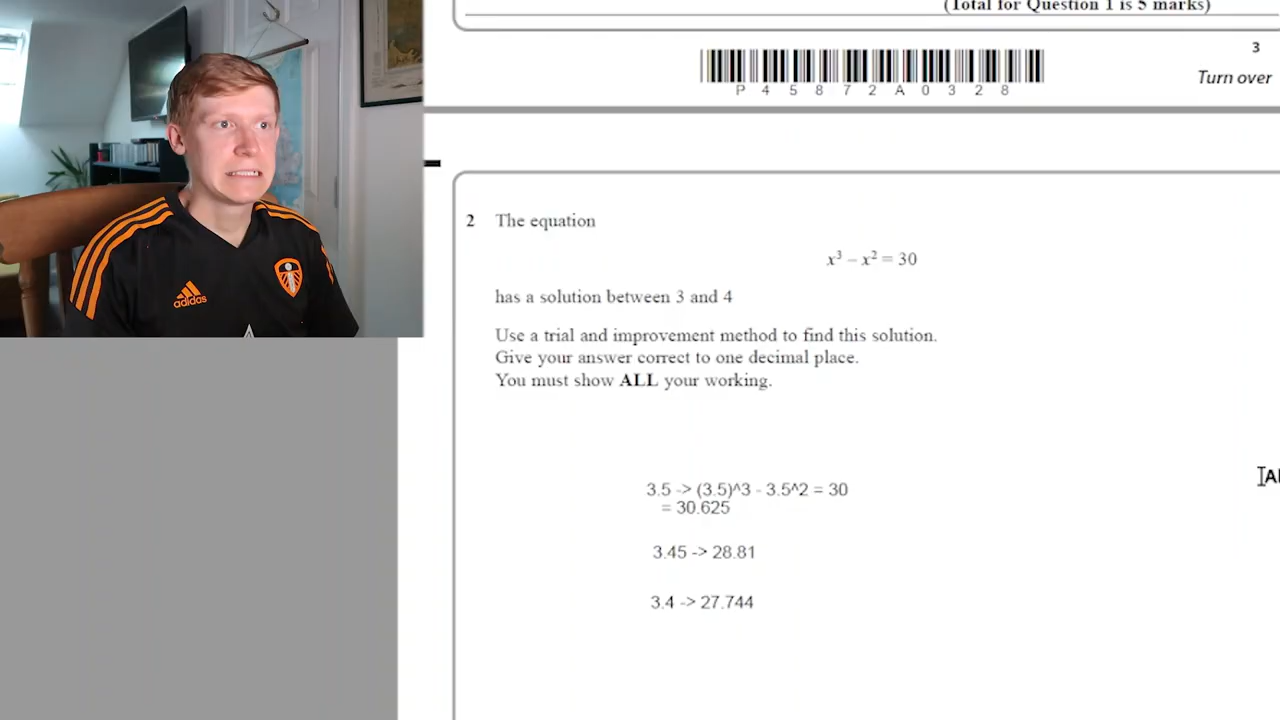 (Total for Question 1 is 5 marks)
3
P 4 5 8 7 2 A 0 3 2 8
Turn over
2 The equation
x³ – x² = 30
has a solution between 3 and 4
Use a trial and improvement method to find this solution.
Give your answer correct to one decimal place.
You must show ALL your working.
3.5 -> (3.5)^3 - 3.5^2 = 30
= 30.625
3.45 -> 28.81
3.4 -> 27.744
adidas